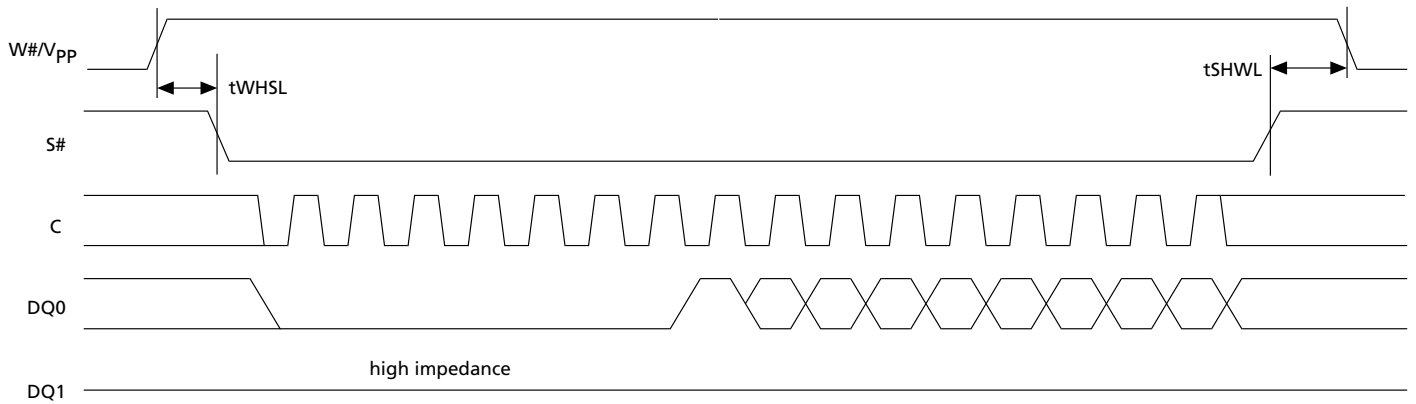 W#/VPP
tWHSL
tSHWL
S#
C
DQ0
high impedance
DQ1